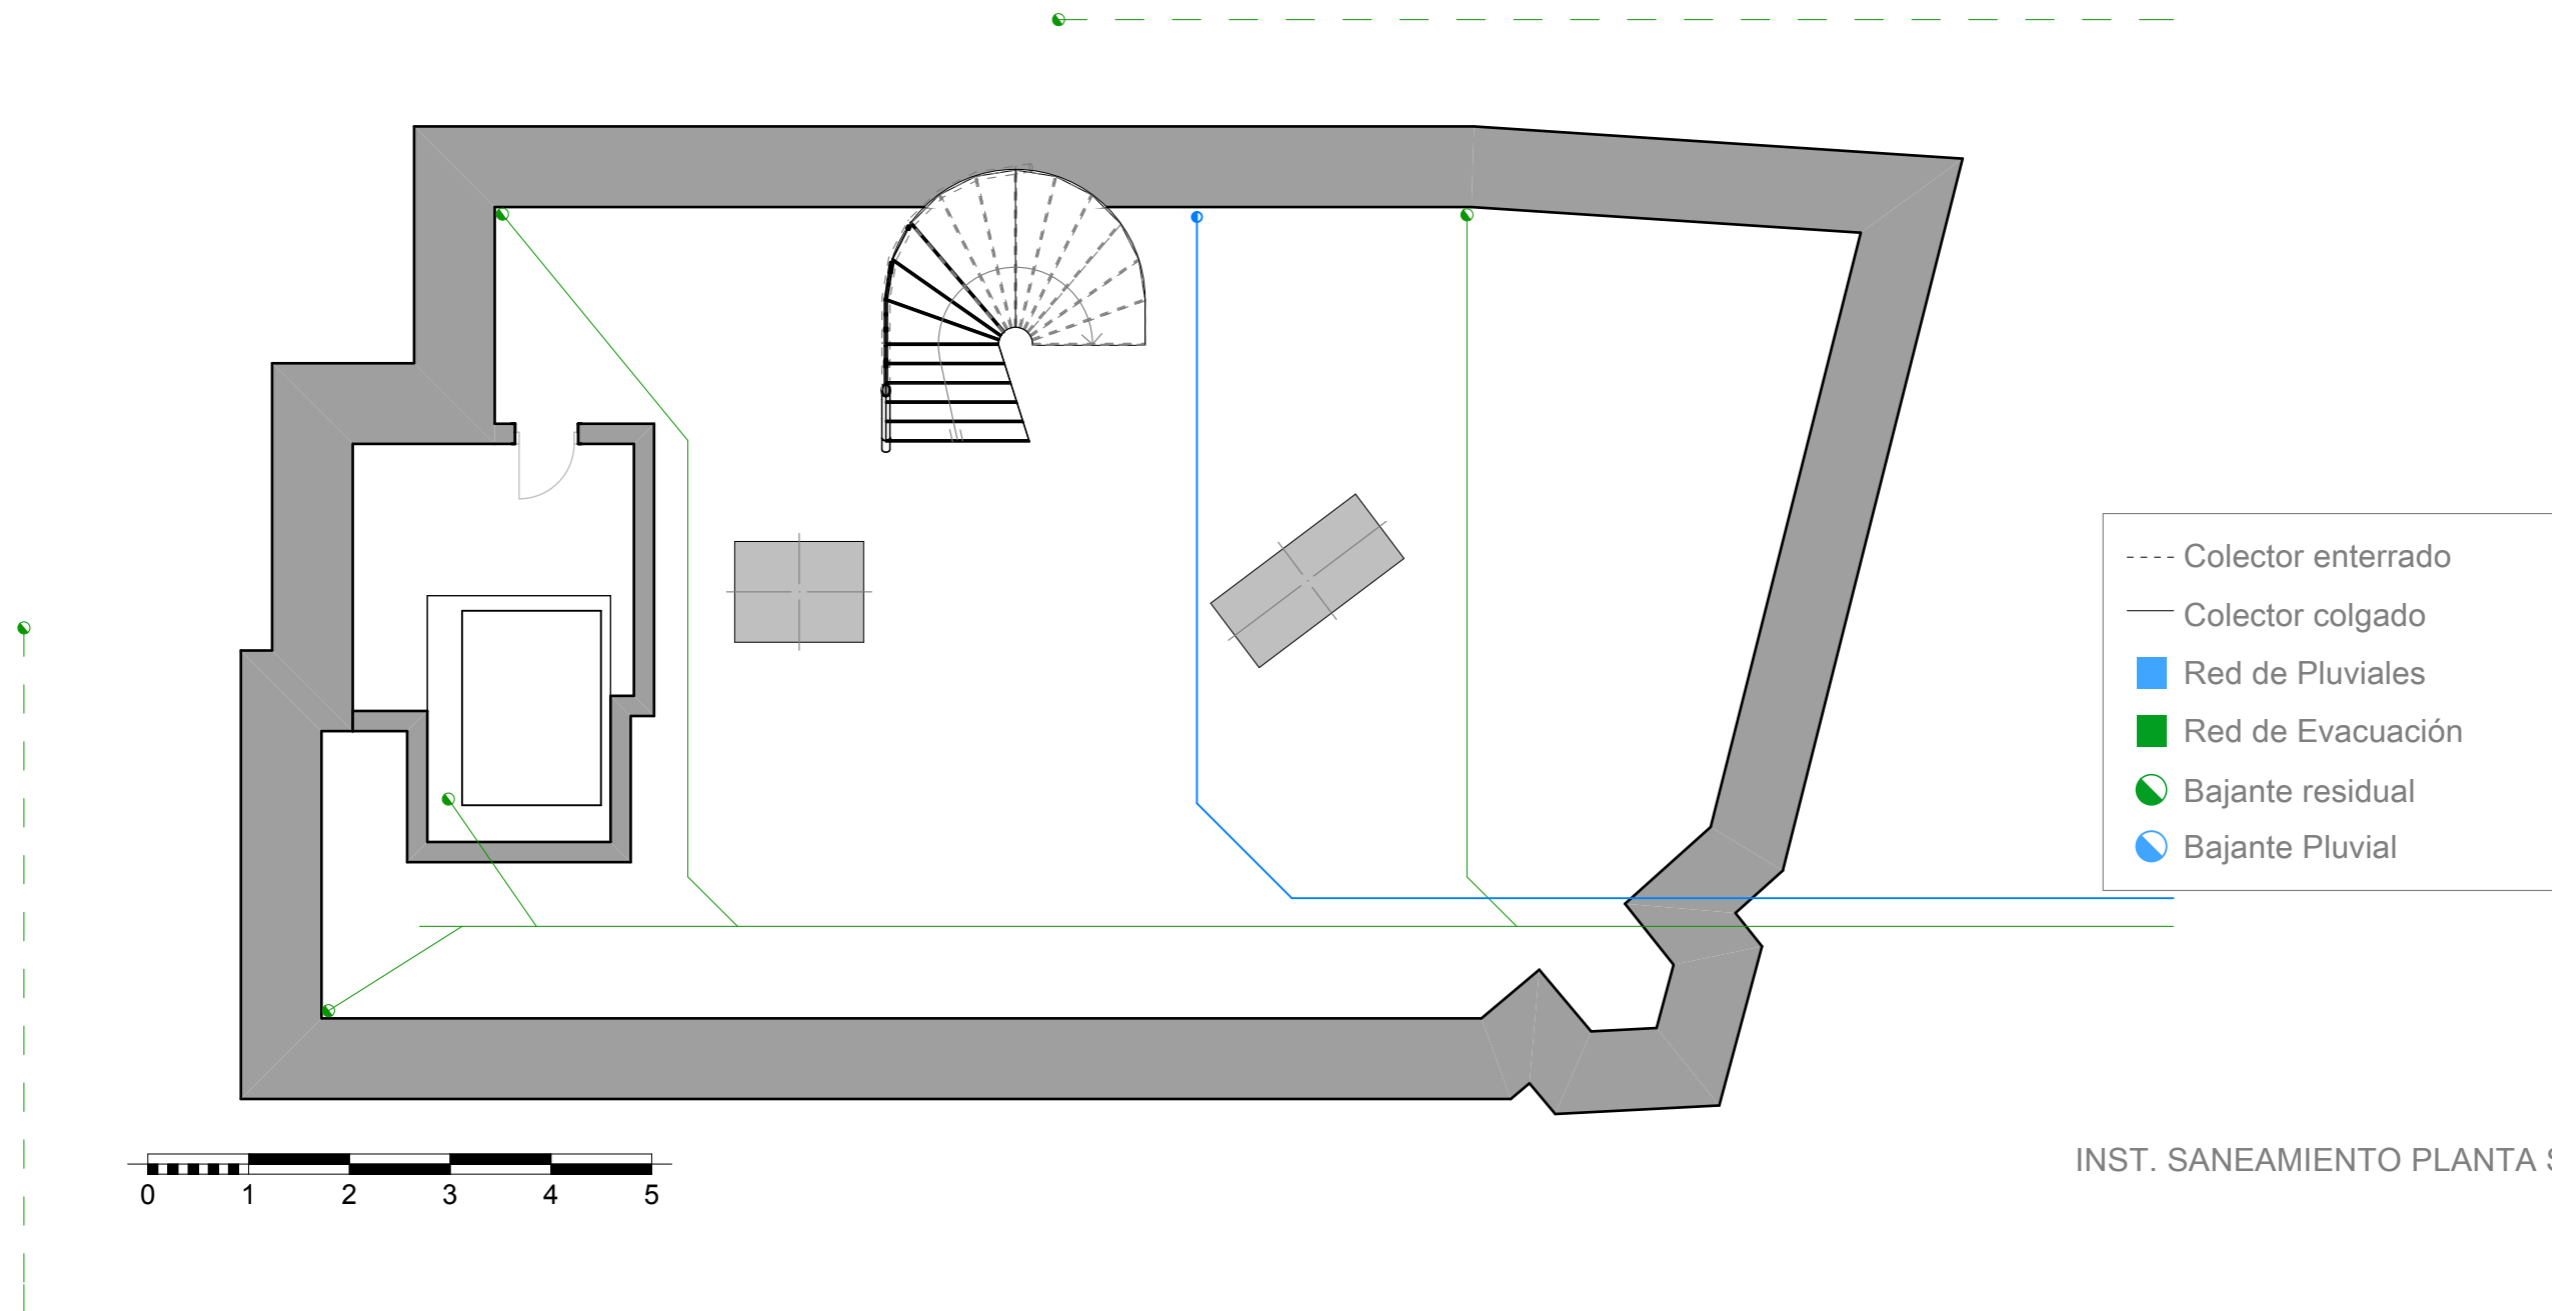 Colector enterrado
Colector colgado
Red de Pluviales
Red de Evacuación
Bajante residual
Bajante Pluvial
INST. SANEAMIENTO PLANTA
0 1 2 3 4 5